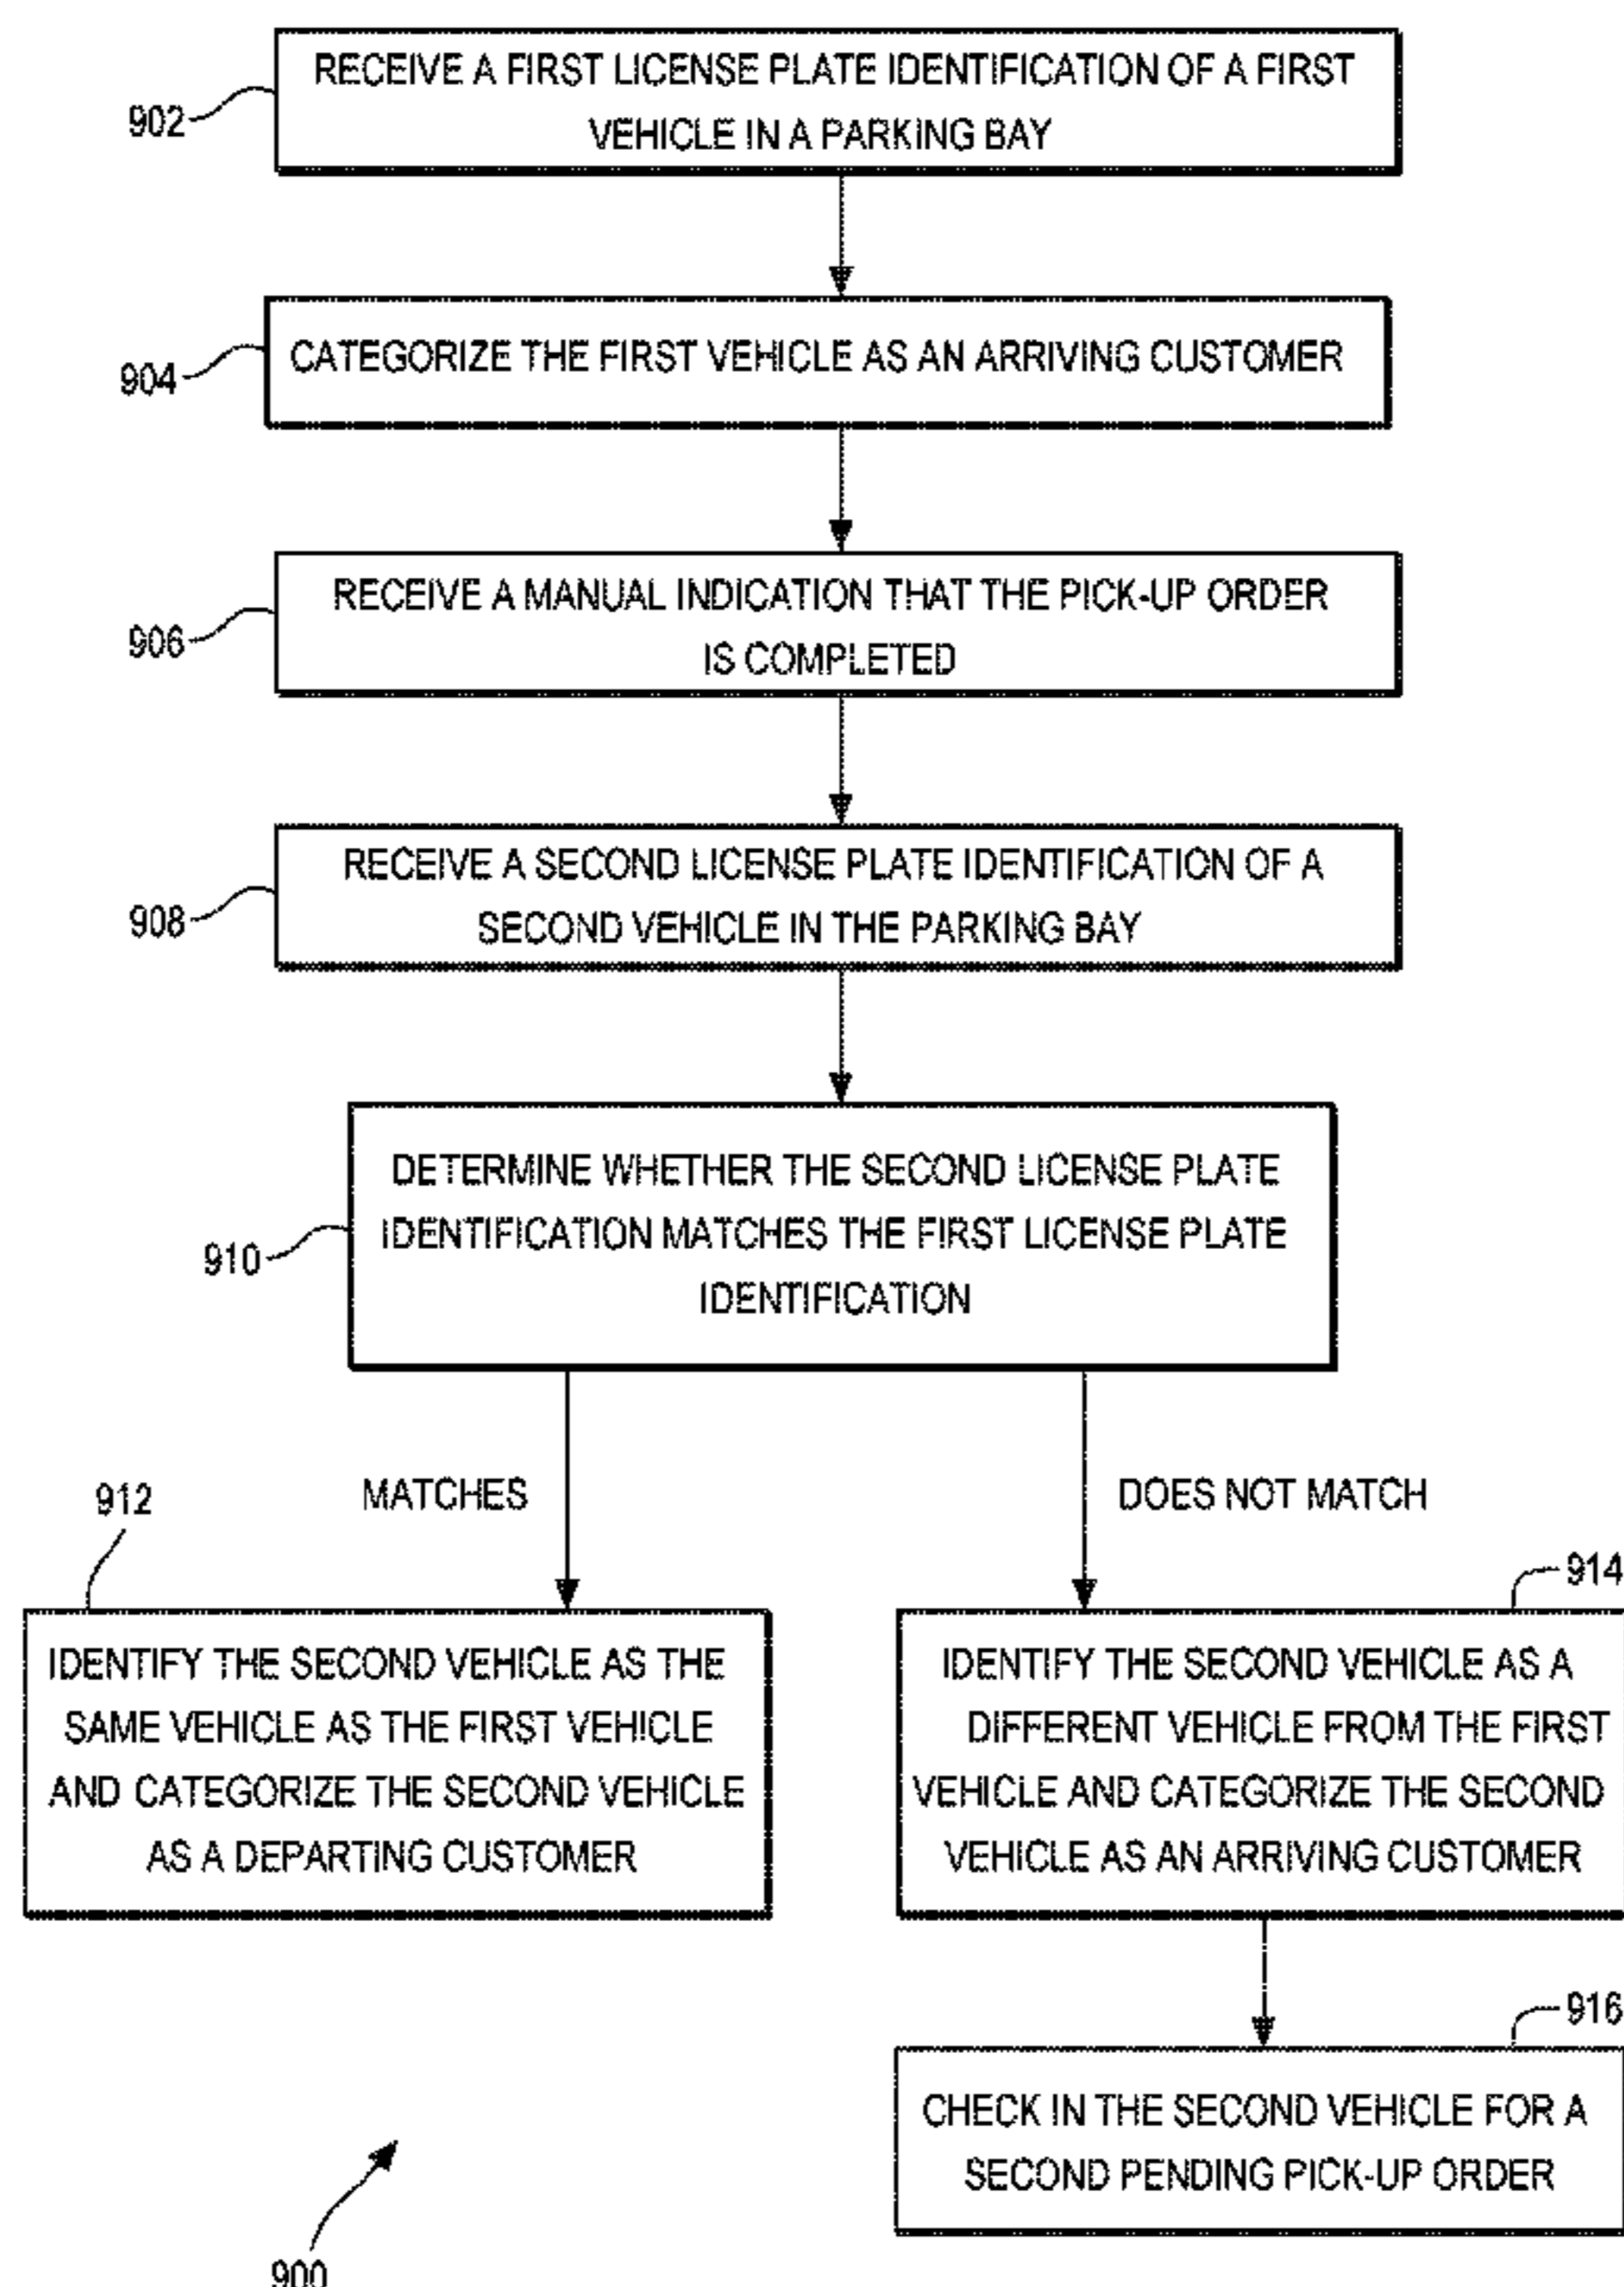 RECEIVE A FIRST LICENSE PLATE IDENTIFICATION OF A FIRST
VEHICLE IN A PARKING BAY
902
CATEGORIZE THE FIRST VEHICLE AS AN ARRIVING CUSTOMER
904
RECEIVE A MANUAL INDICATION THAT THE PICK-UP ORDER
IS COMPLETED
906
RECEIVE A SECOND LICENSE PLATE IDENTIFICATION OF A
SECOND VEHICLE IN THE PARKING BAY
908
DETERMINE WHETHER THE SECOND LICENSE PLATE
IDENTIFICATION MATCHES THE FIRST LICENSE PLATE
IDENTIFICATION
910
MATCHES
DOES NOT MATCH
912
IDENTIFY THE SECOND VEHICLE AS THE
SAME VEHICLE AS THE FIRST VEHICLE
AND CATEGORIZE THE SECOND VEHICLE
AS A DEPARTING CUSTOMER
914
IDENTIFY THE SECOND VEHICLE AS A
DIFFERENT VEHICLE FROM THE FIRST
VEHICLE AND CATEGORIZE THE SECOND
VEHICLE AS AN ARRIVING CUSTOMER
916
CHECK IN THE SECOND VEHICLE FOR A
SECOND PENDING PICK-UP ORDER
900